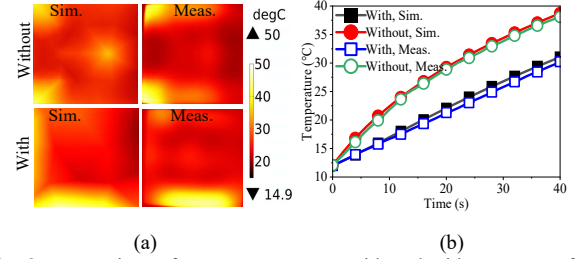 Sim.
Meas.
degC
Without
50
50
40
30
20
14.9
Sim.
Meas.
With
(a)
Temperature (℃)
40
35
30
25
20
15
10
With, Sim.
Without, Sim.
With, Meas.
Without, Meas.
0
10
20
30
40
Time (s)
(b)